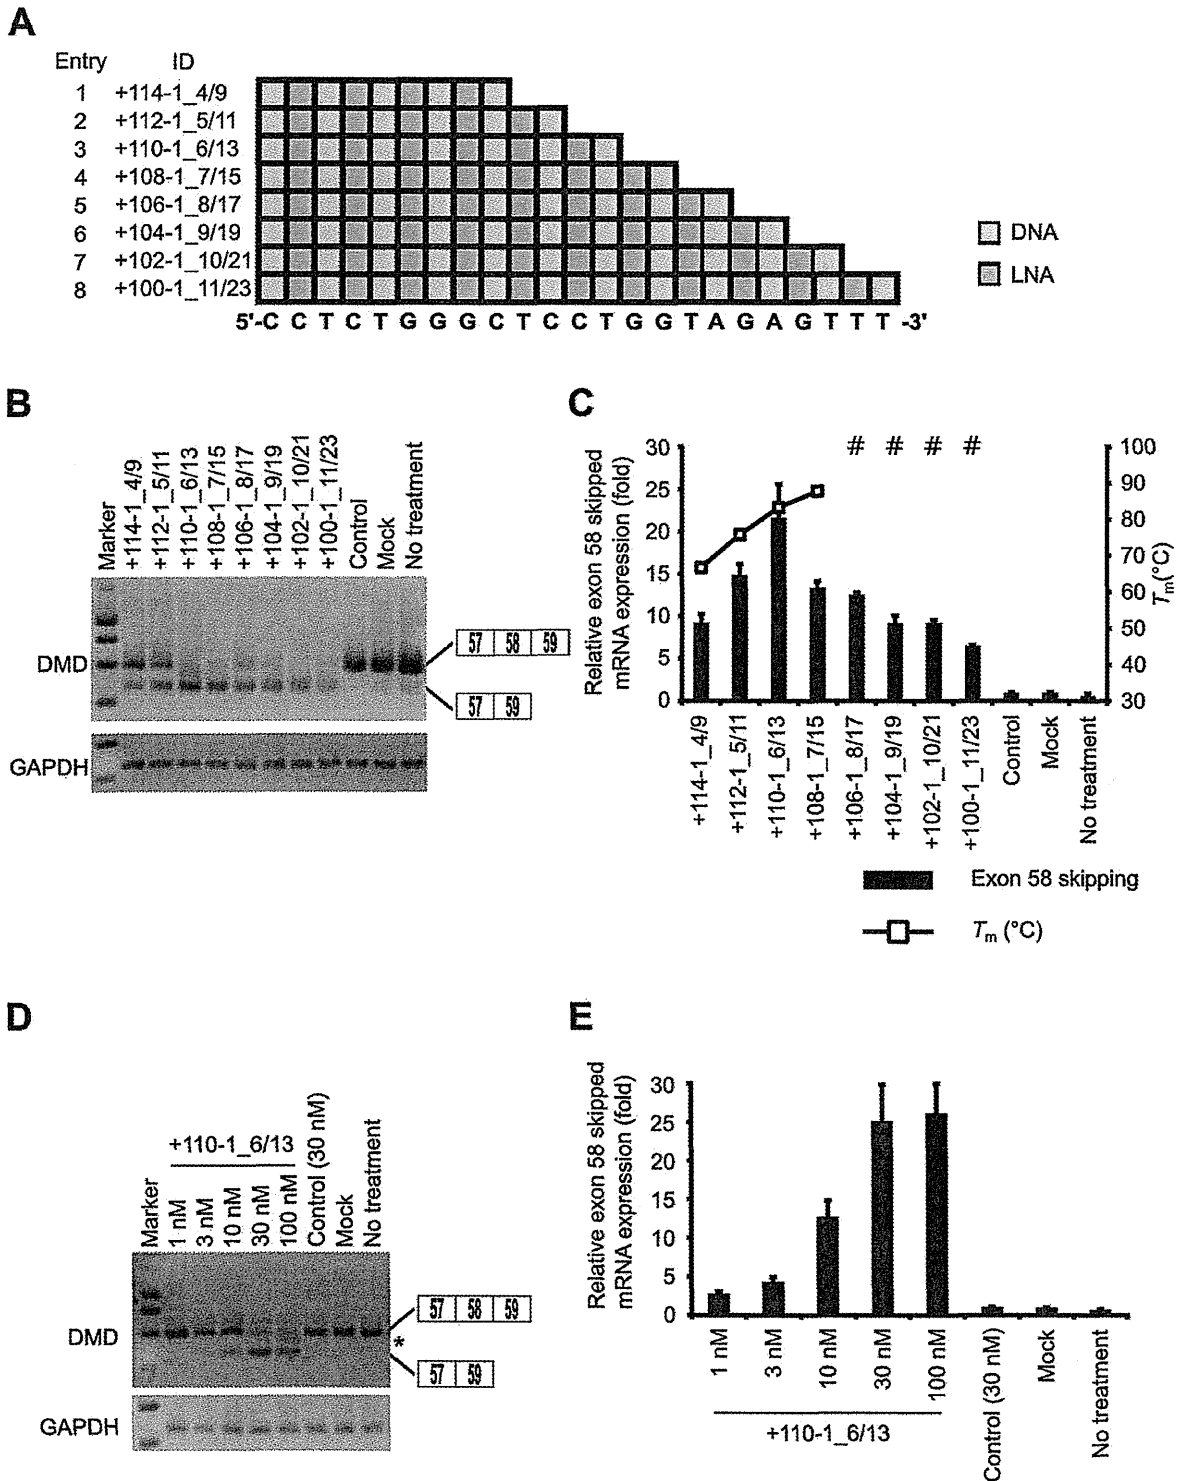 A
Entry ID
1 +114-1_4/9
2 +112-1_5/11
3 +110-1_6/13
4 +108-1_7/15
5 +106-1_8/17
6 +104-1_9/19
7 +102-1_10/21
8 +100-1_11/23
5'-C C T C T G G G C T C C T G G T A G A G T T T -3'
DNA
LNA
B
Marker
+114-1_4/9
+112-1_5/11
+110-1_6/13
+108-1_7/15
+106-1_8/17
+104-1_9/19
+102-1_10/21
+100-1_11/23
Control
Mock
No treatment
DMD
57 58 59
57 59
GAPDH
C
Relative exon 58 skipped
mRNA expression (fold)
30
25
20
15
10
5
0
# # # #
100
90
80
70
60
50
40
30
Tm(°C)
+114-1_4/9
+112-1_5/11
+110-1_6/13
+108-1_7/15
+106-1_8/17
+104-1_9/19
+102-1_10/21
+100-1_11/23
Control
Mock
No treatment
Exon 58 skipping
Tm (°C)
D
+110-1_6/13
Marker
1 nM
3 nM
10 nM
30 nM
100 nM
Control (30 nM)
Mock
No treatment
DMD
57 58 59
*
57 59
GAPDH
E
Relative exon 58 skipped
mRNA expression (fold)
30
25
20
15
10
5
0
1 nM
3 nM
10 nM
30 nM
100 nM
Control (30 nM)
Mock
No treatment
+110-1_6/13